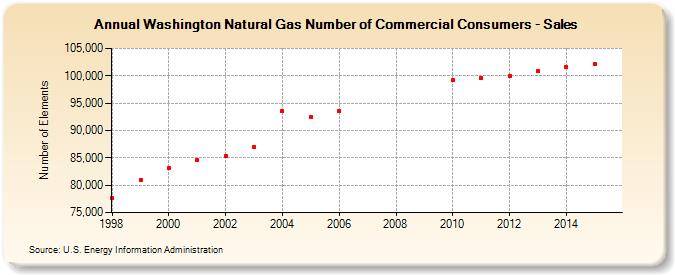 Annual Washington Natural Gas Number of Commercial Consumers - Sales
Number of Elements
105,000
100,000
95,000
90,000
85,000
80,000
75,000
1998 2000 2002 2004 2006 2008 2010 2012 2014
Source: U.S. Energy Information Administration